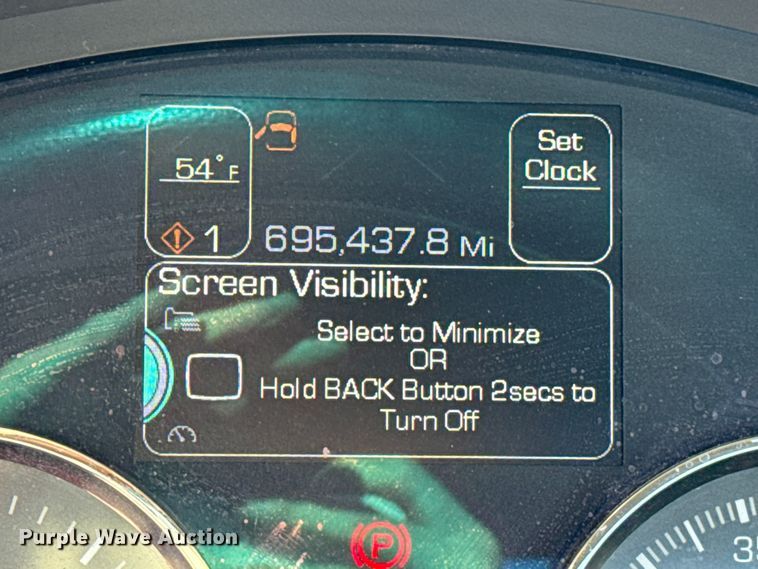 54°F
Set
Clock
1
695,437.8 Mi
Screen Visibility:
Select to Minimize
OR
Hold BACK Button 2secs to
Turn Off
Purple Wave Auction
P